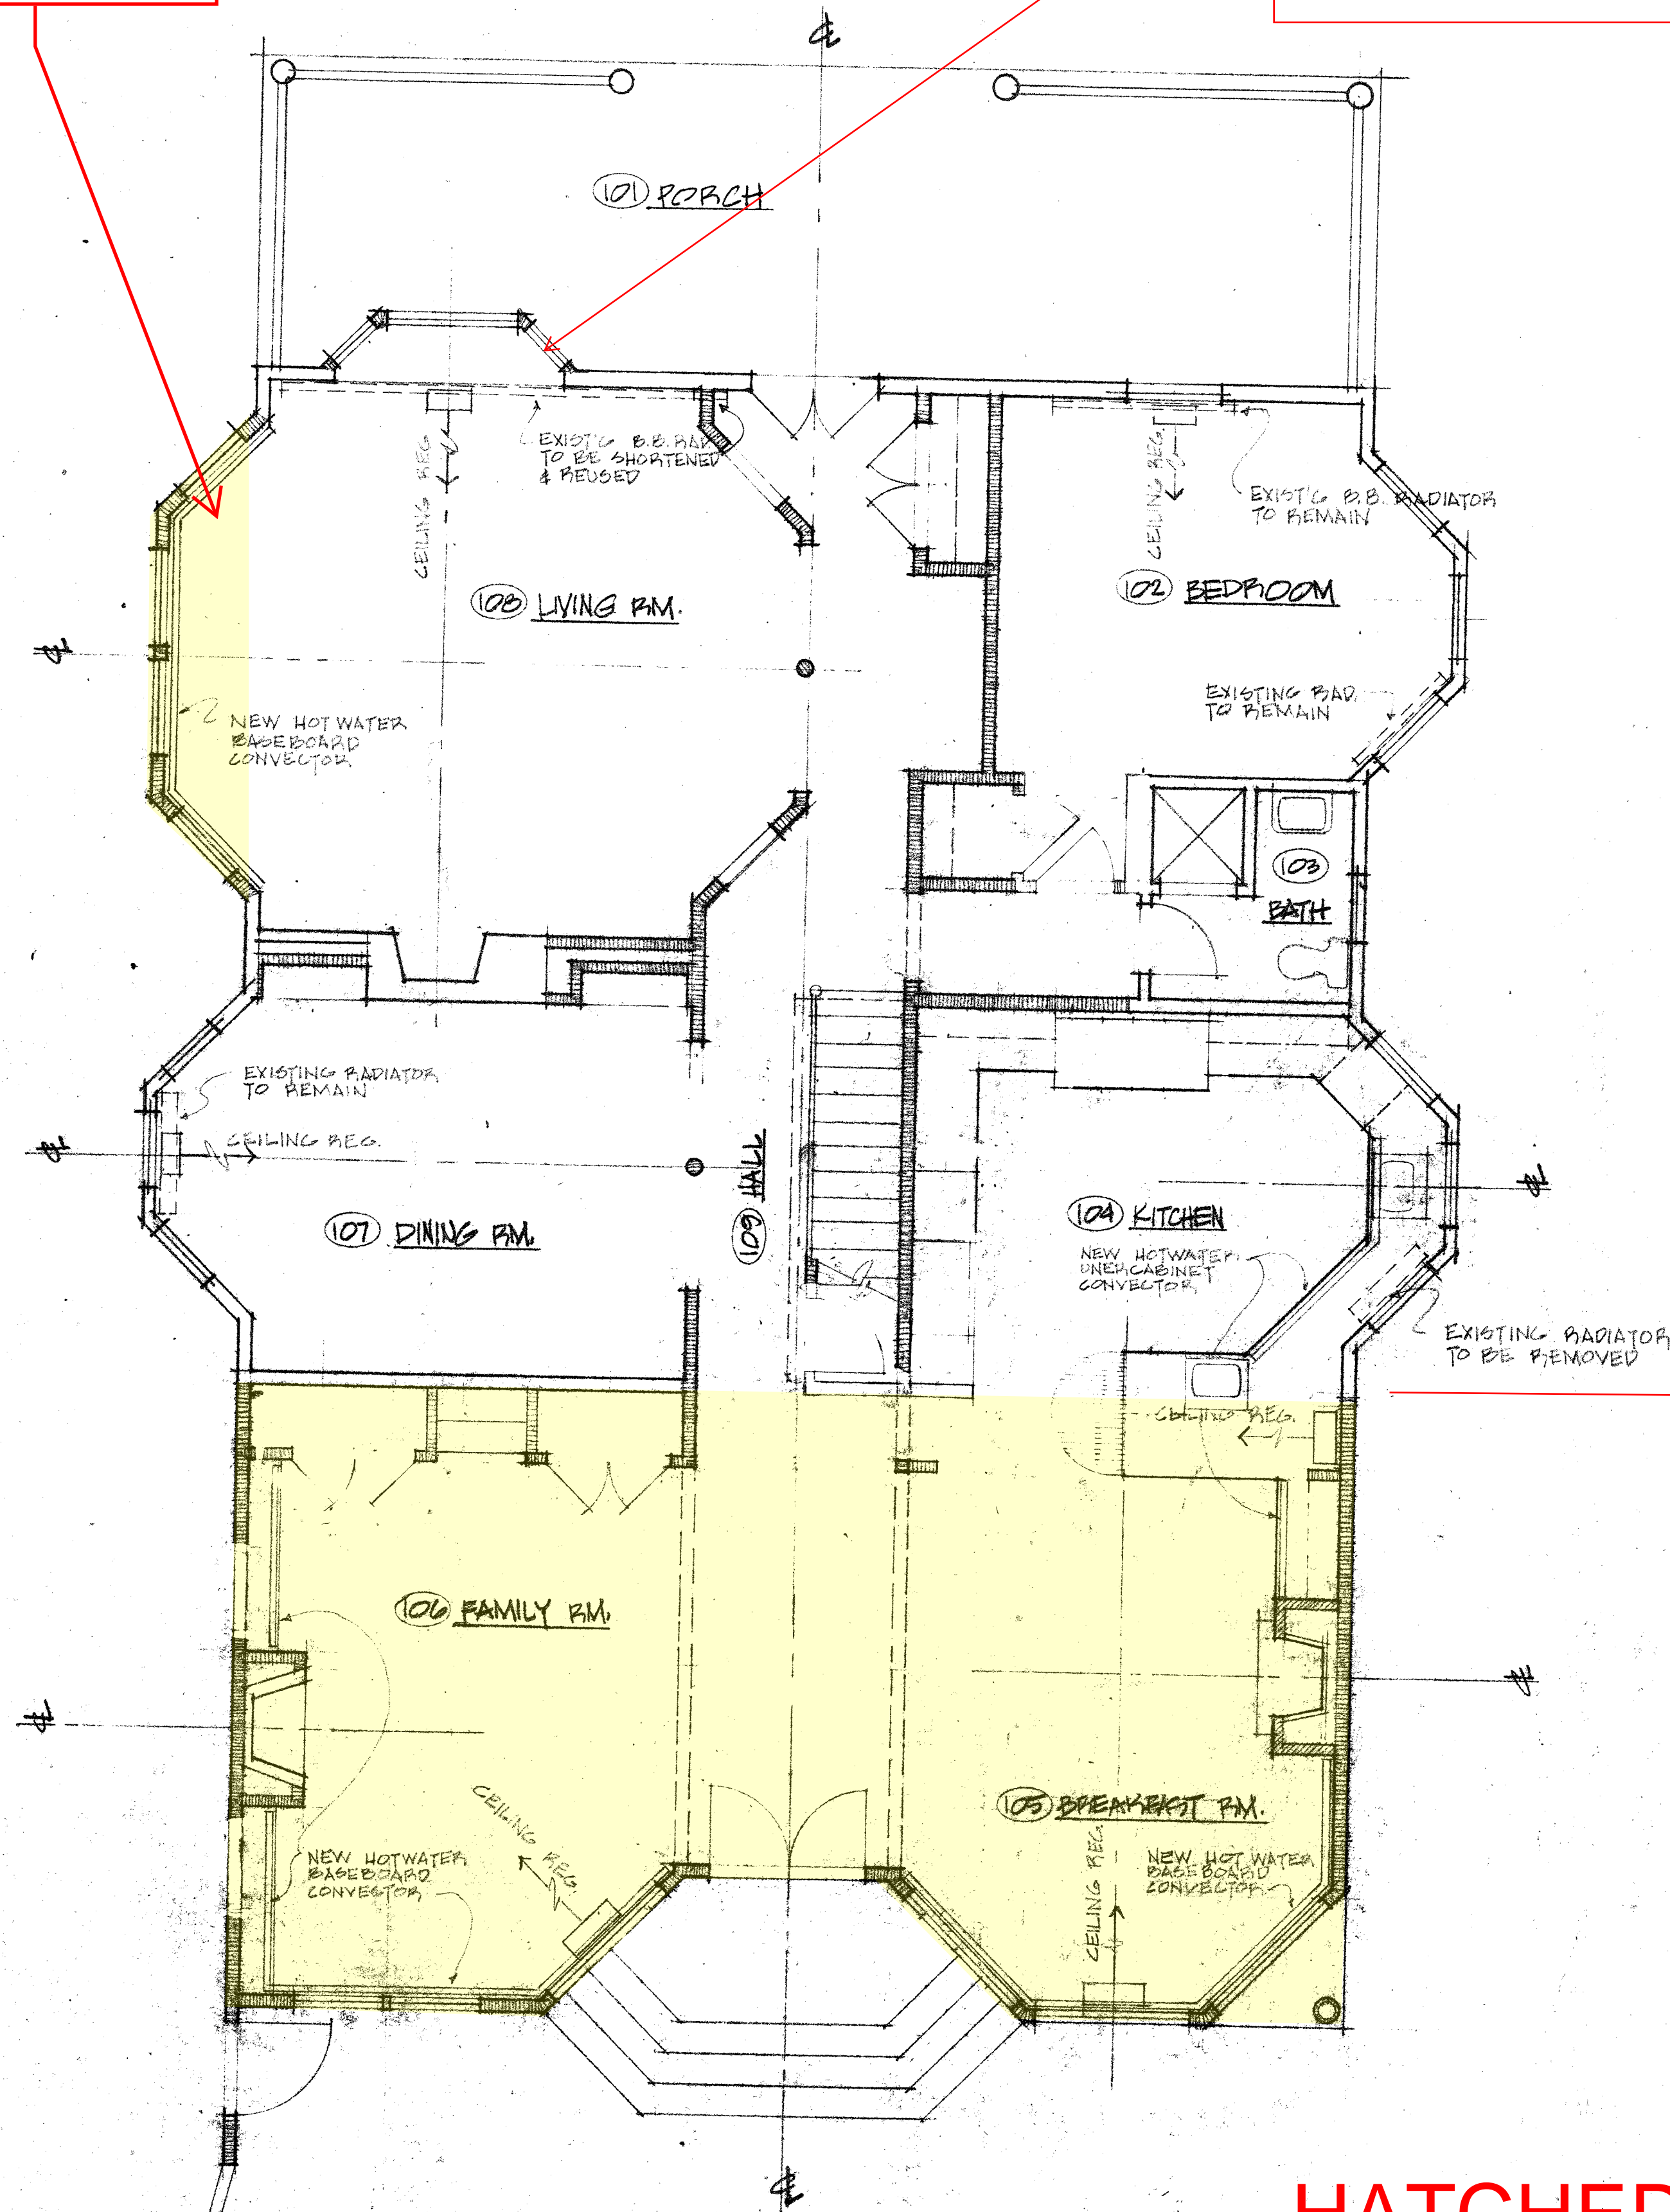 ℄
101 PORCH
CEILING REG.
EXIST'G B.B. RAD.
TO BE SHORTENED
& REUSED
CEILING REG.
EXIST'G B.B. RADIATOR
TO REMAIN
108 LIVING RM.
102 BEDROOM
℄
EXISTING RAD.
TO REMAIN
NEW HOT WATER
BASEBOARD
CONVECTOR
103
BATH
EXISTING RADIATOR
TO REMAIN
CEILING REG.
℄
℄
109 HALL
107 DINING RM.
104 KITCHEN
NEW HOTWATER
UNERCABINET
CONVECTOR
EXISTING RADIATOR
TO BE REMOVED
CEILING REG.
106 FAMILY RM.
℄
℄
105 BREAKFAST RM.
CEILING REG.
NEW HOTWATER
BASEBOARD
CONVECTOR
CEILING REG.
NEW HOT WATER
BASEBOARD
CONVECTOR
℄
HATCHED